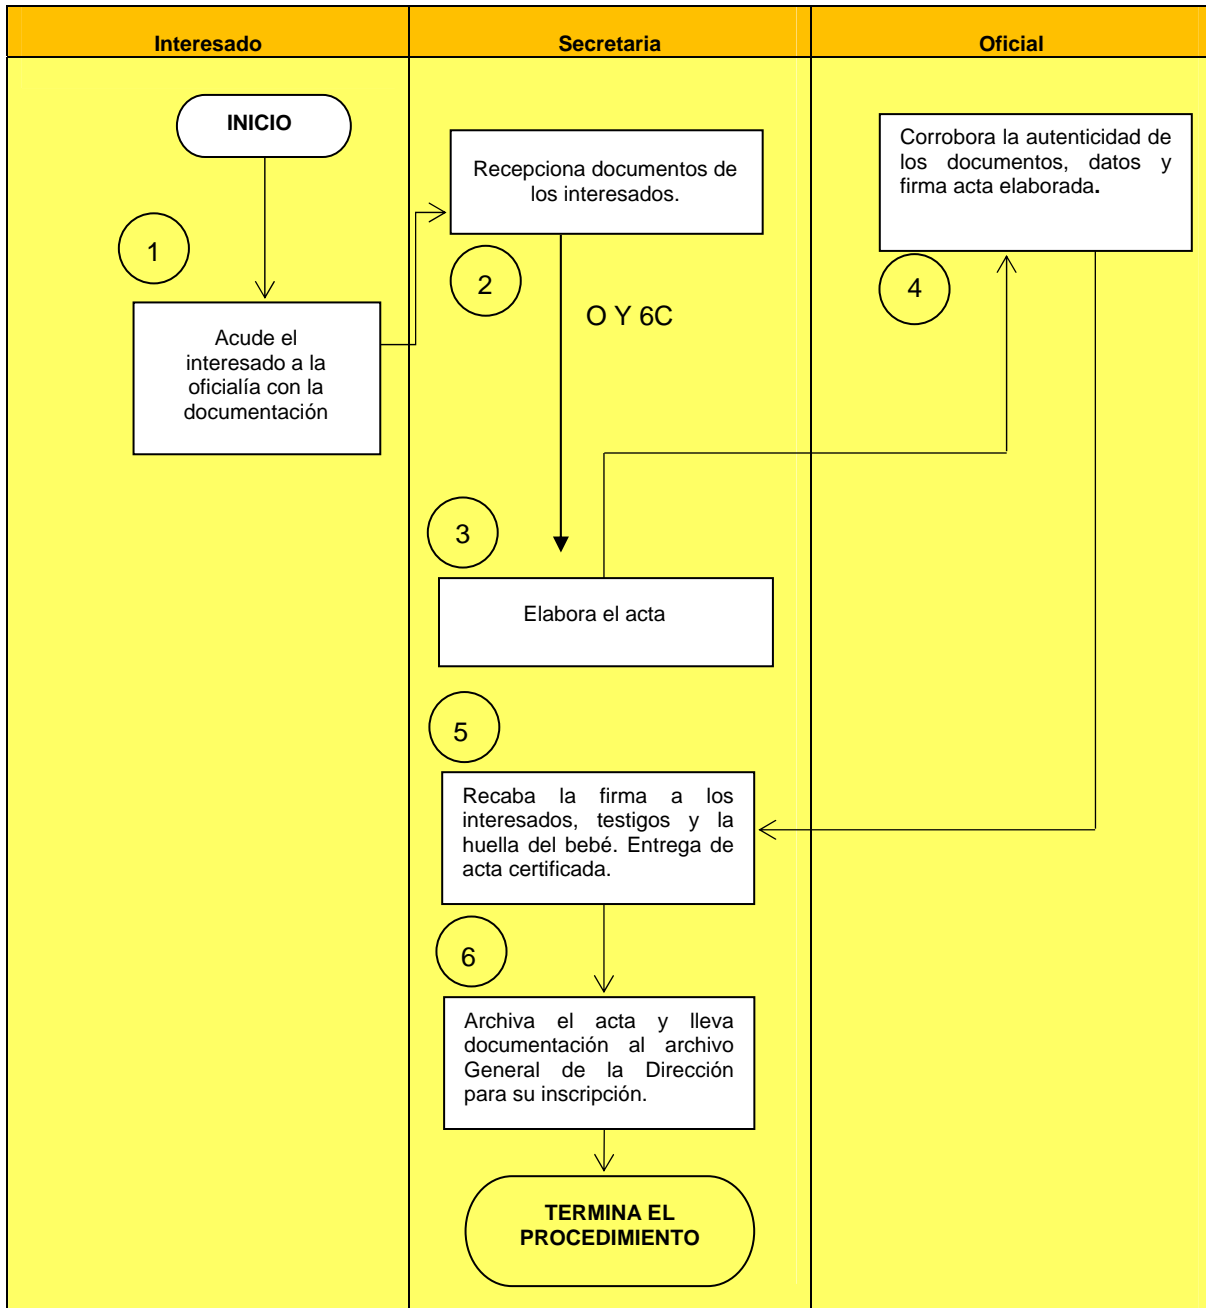 Interesado
Secretaria
Oficial
INICIO
1
Acude el
interesado a la
oficialía con la
documentación
Recepciona documentos de
los interesados.
2
O Y 6C
3
Elabora el acta
Corrobora la autenticidad de
los documentos, datos y
firma acta elaborada.
4
5
Recaba la firma a los
interesados, testigos y la
huella del bebé. Entrega de
acta certificada.
6
Archiva el acta y lleva
documentación al archivo
General de la Dirección
para su inscripción.
TERMINA EL
PROCEDIMIENTO